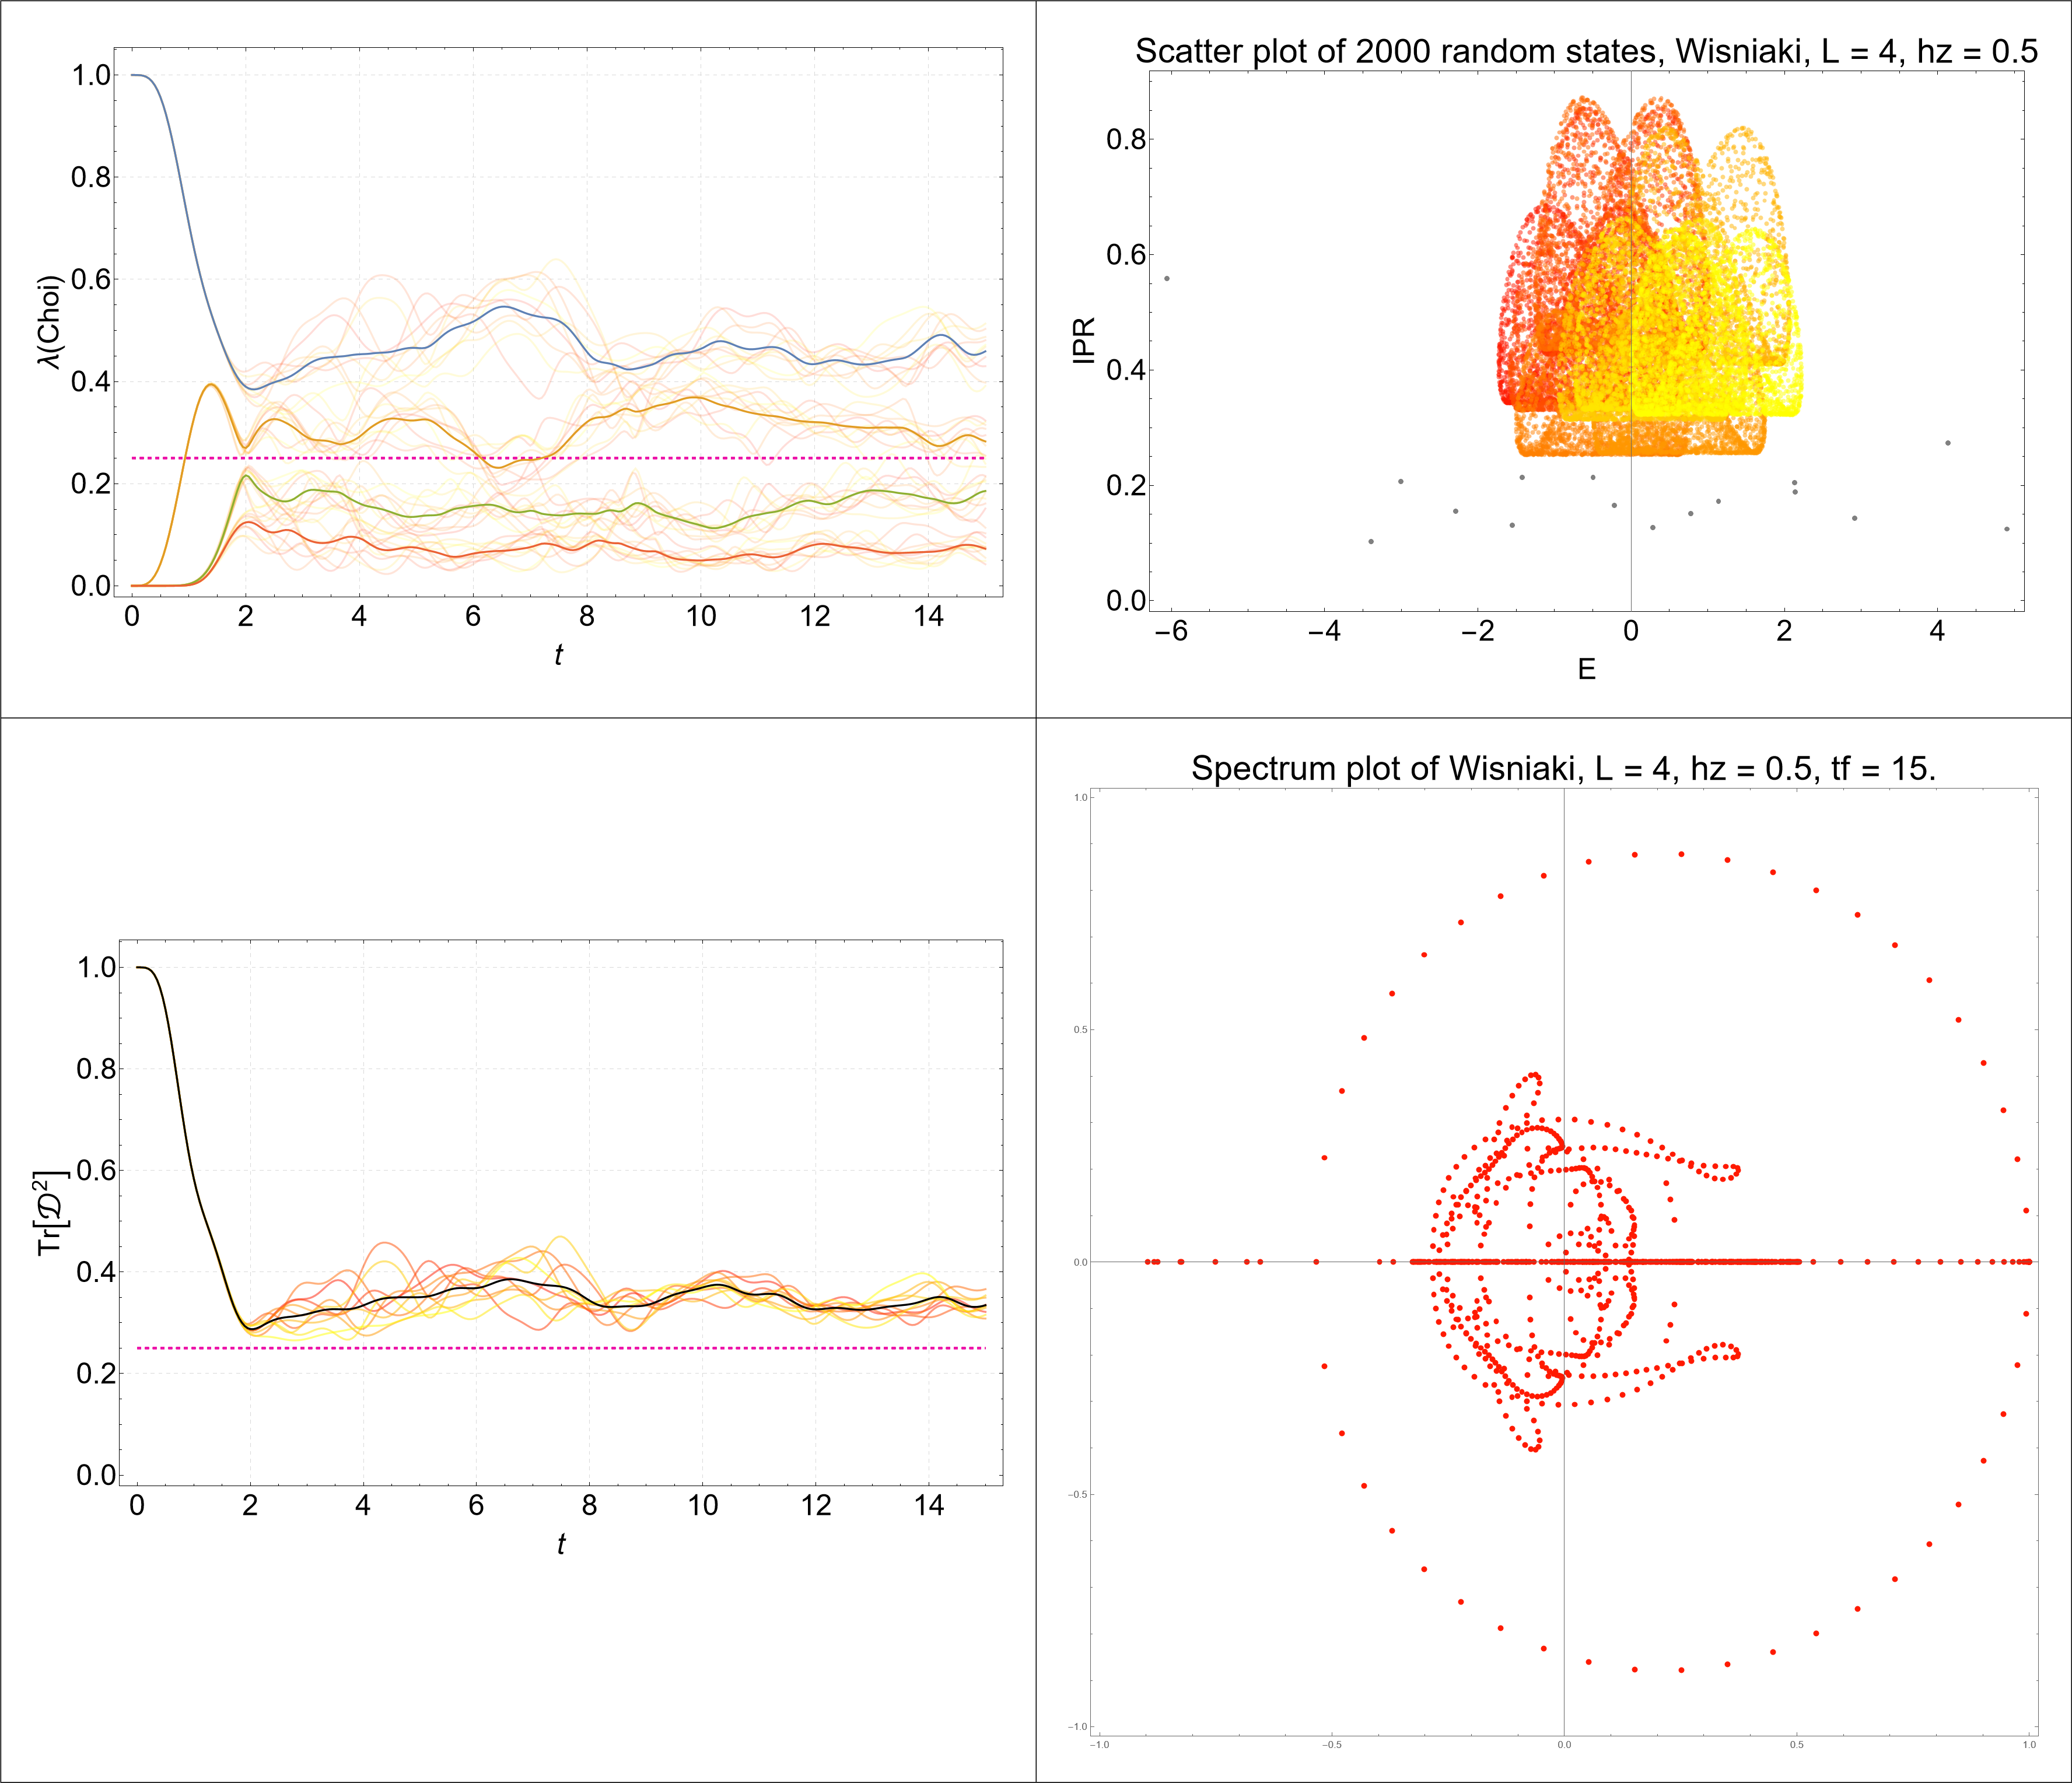 1.0
0.8
0.6
0.4
0.2
0.0
λ(Choi)
0 2 4 6 8 10 12 14
t
Scatter plot of 2000 random states, Wisniaki, L = 4, hz = 0.5
0.8
0.6
0.4
0.2
0.0
IPR
−6 −4 −2 0 2 4
E
1.0
0.8
0.6
0.4
0.2
0.0
Tr[𝒟²]
0 2 4 6 8 10 12 14
t
Spectrum plot of Wisniaki, L = 4, hz = 0.5, tf = 15.
1.0
0.5
0.0
−0.5
−1.0
−1.0 −0.5 0.0 0.5 1.0